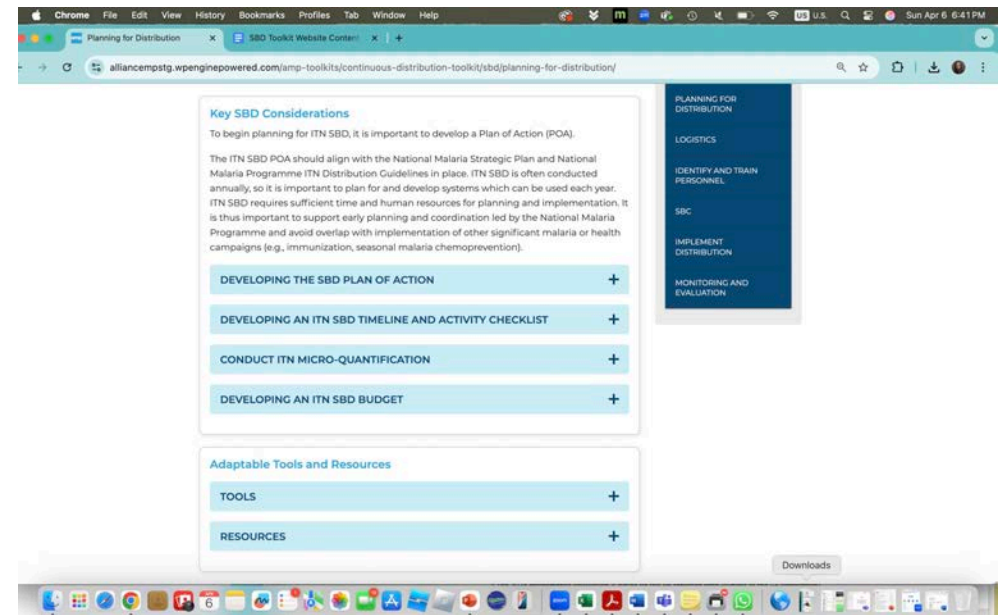 Chrome File Edit View History Bookmarks Profiles Tab Window Help
US U.S. Sun Apr 6 6:41 PM
Planning for Distribution
SBD Toolkit Website Content
alliancempstg.wpenginepowered.com/amp-toolkits/continuous-distribution-toolkit/sbd/planning-for-distribution/
Key SBD Considerations
To begin planning for ITN SBD, it is important to develop a Plan of Action (POA).
The ITN SBD POA should align with the National Malaria Strategic Plan and National
Malaria Programme ITN Distribution Guidelines in place. ITN SBD is often conducted
annually, so it is important to plan for and develop systems which can be used each year.
ITN SBD requires sufficient time and human resources for planning and implementation. It
is thus important to support early planning and coordination led by the National Malaria
Programme and avoid overlap with implementation of other significant malaria or health
campaigns (e.g., immunization, seasonal malaria chemoprevention).
DEVELOPING THE SBD PLAN OF ACTION +
DEVELOPING AN ITN SBD TIMELINE AND ACTIVITY CHECKLIST +
CONDUCT ITN MICRO-QUANTIFICATION +
DEVELOPING AN ITN SBD BUDGET +
Adaptable Tools and Resources
TOOLS +
RESOURCES +
PLANNING FOR
DISTRIBUTION
LOGISTICS
IDENTIFY AND TRAIN
PERSONNEL
SBC
IMPLEMENT
DISTRIBUTION
MONITORING AND
EVALUATION
Downloads